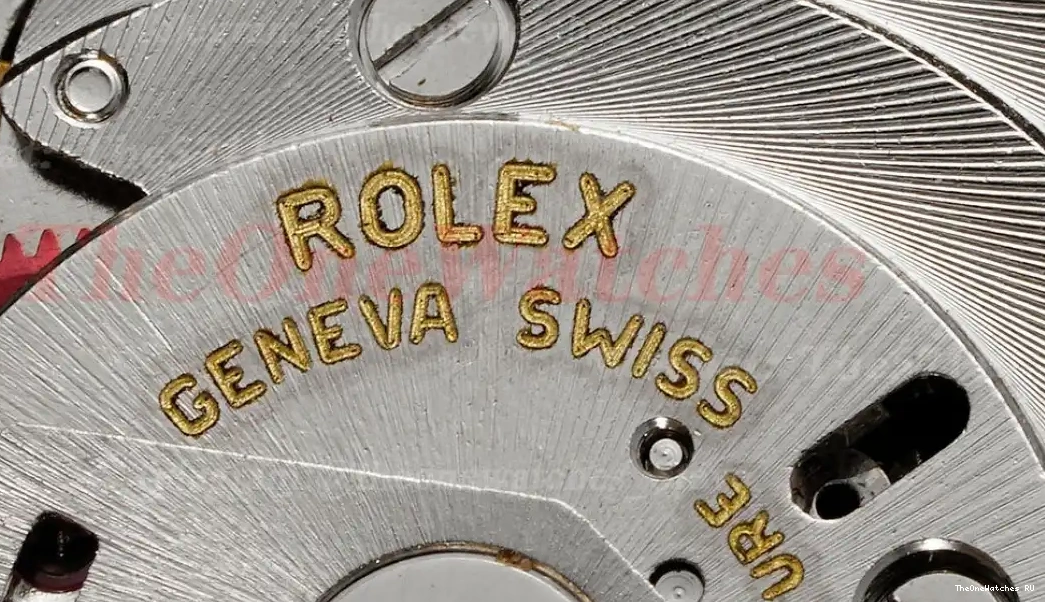 ROLEX
TheOneWatches
GENEVA SWISS
URE
TheOneWatches RU